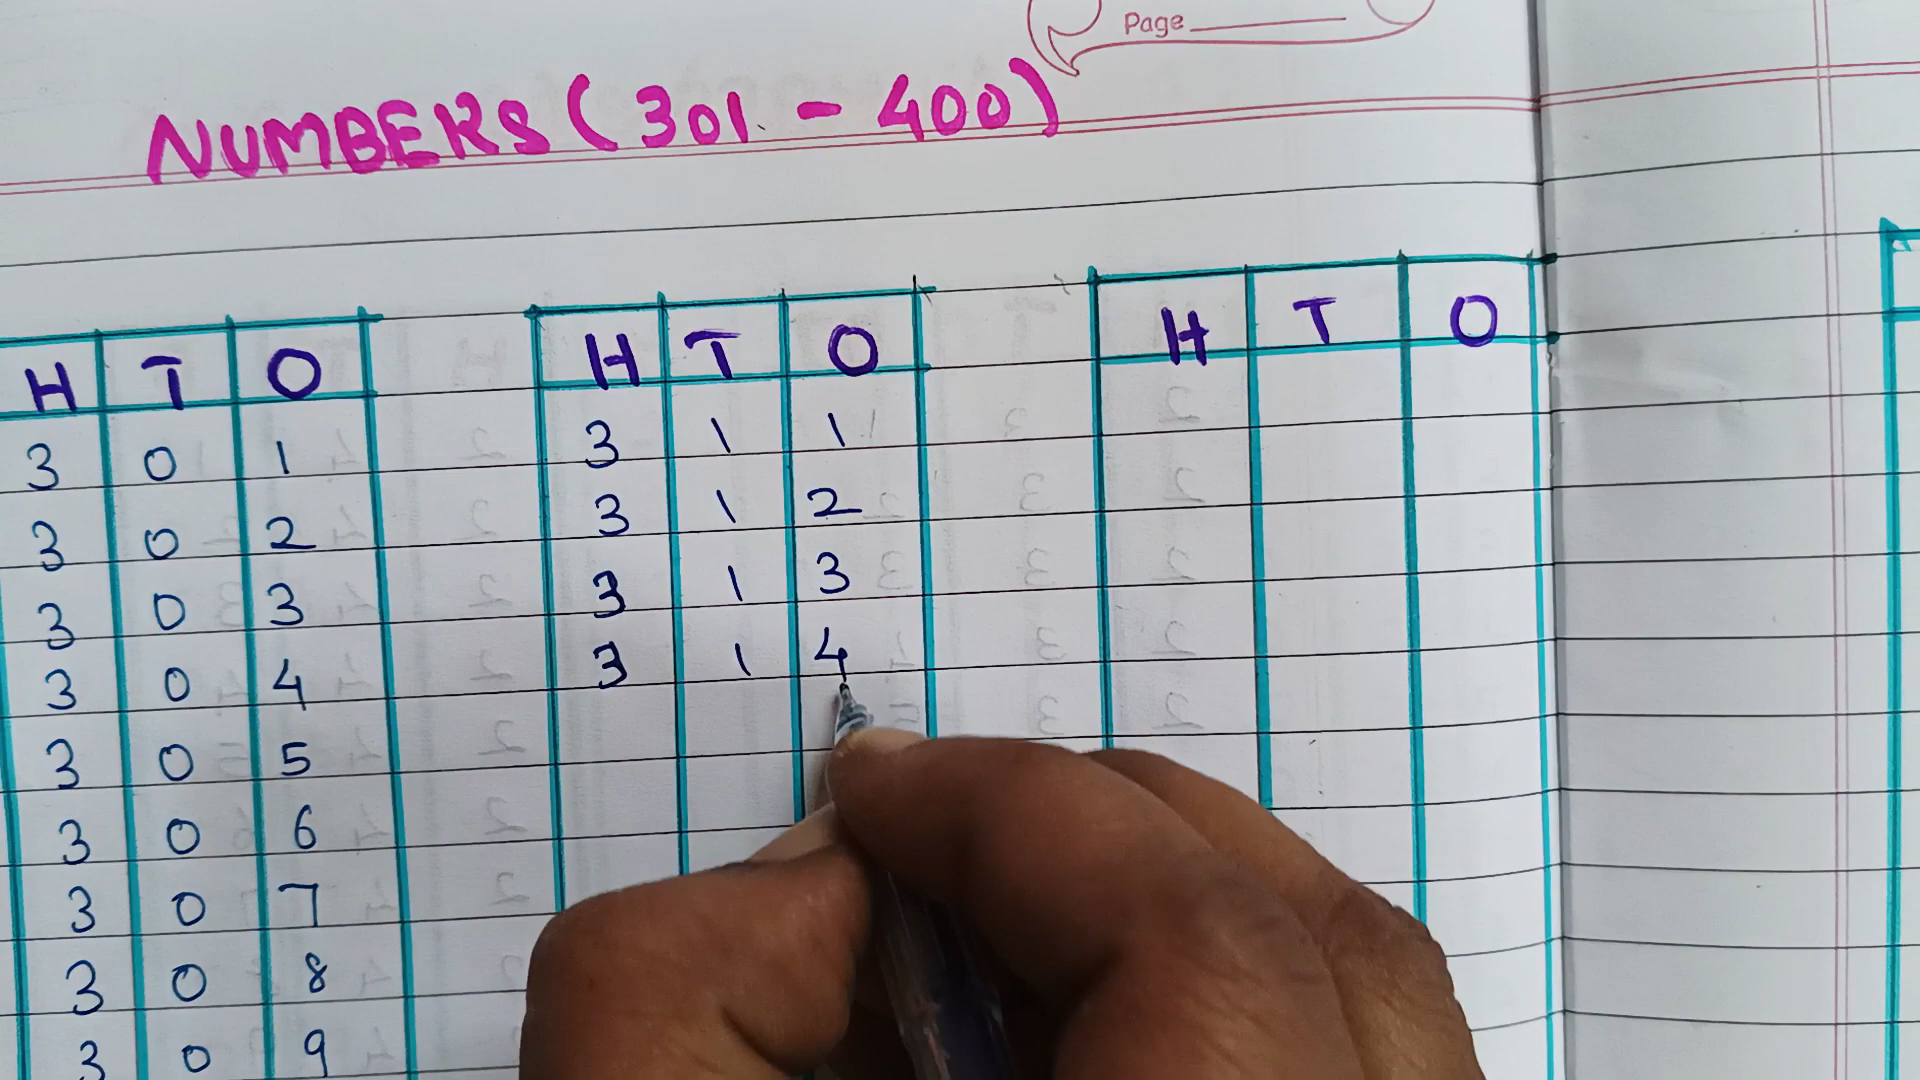 Page
NUMBERS (301 - 400)
H T O H T O H T O
3 0 1 3 1 1
3 0 2 3 1 2
3 0 3 3 1 3
3 0 4 3 1 4
3 0 5
3 0 6
3 0 7
3 0 8
3 0 9